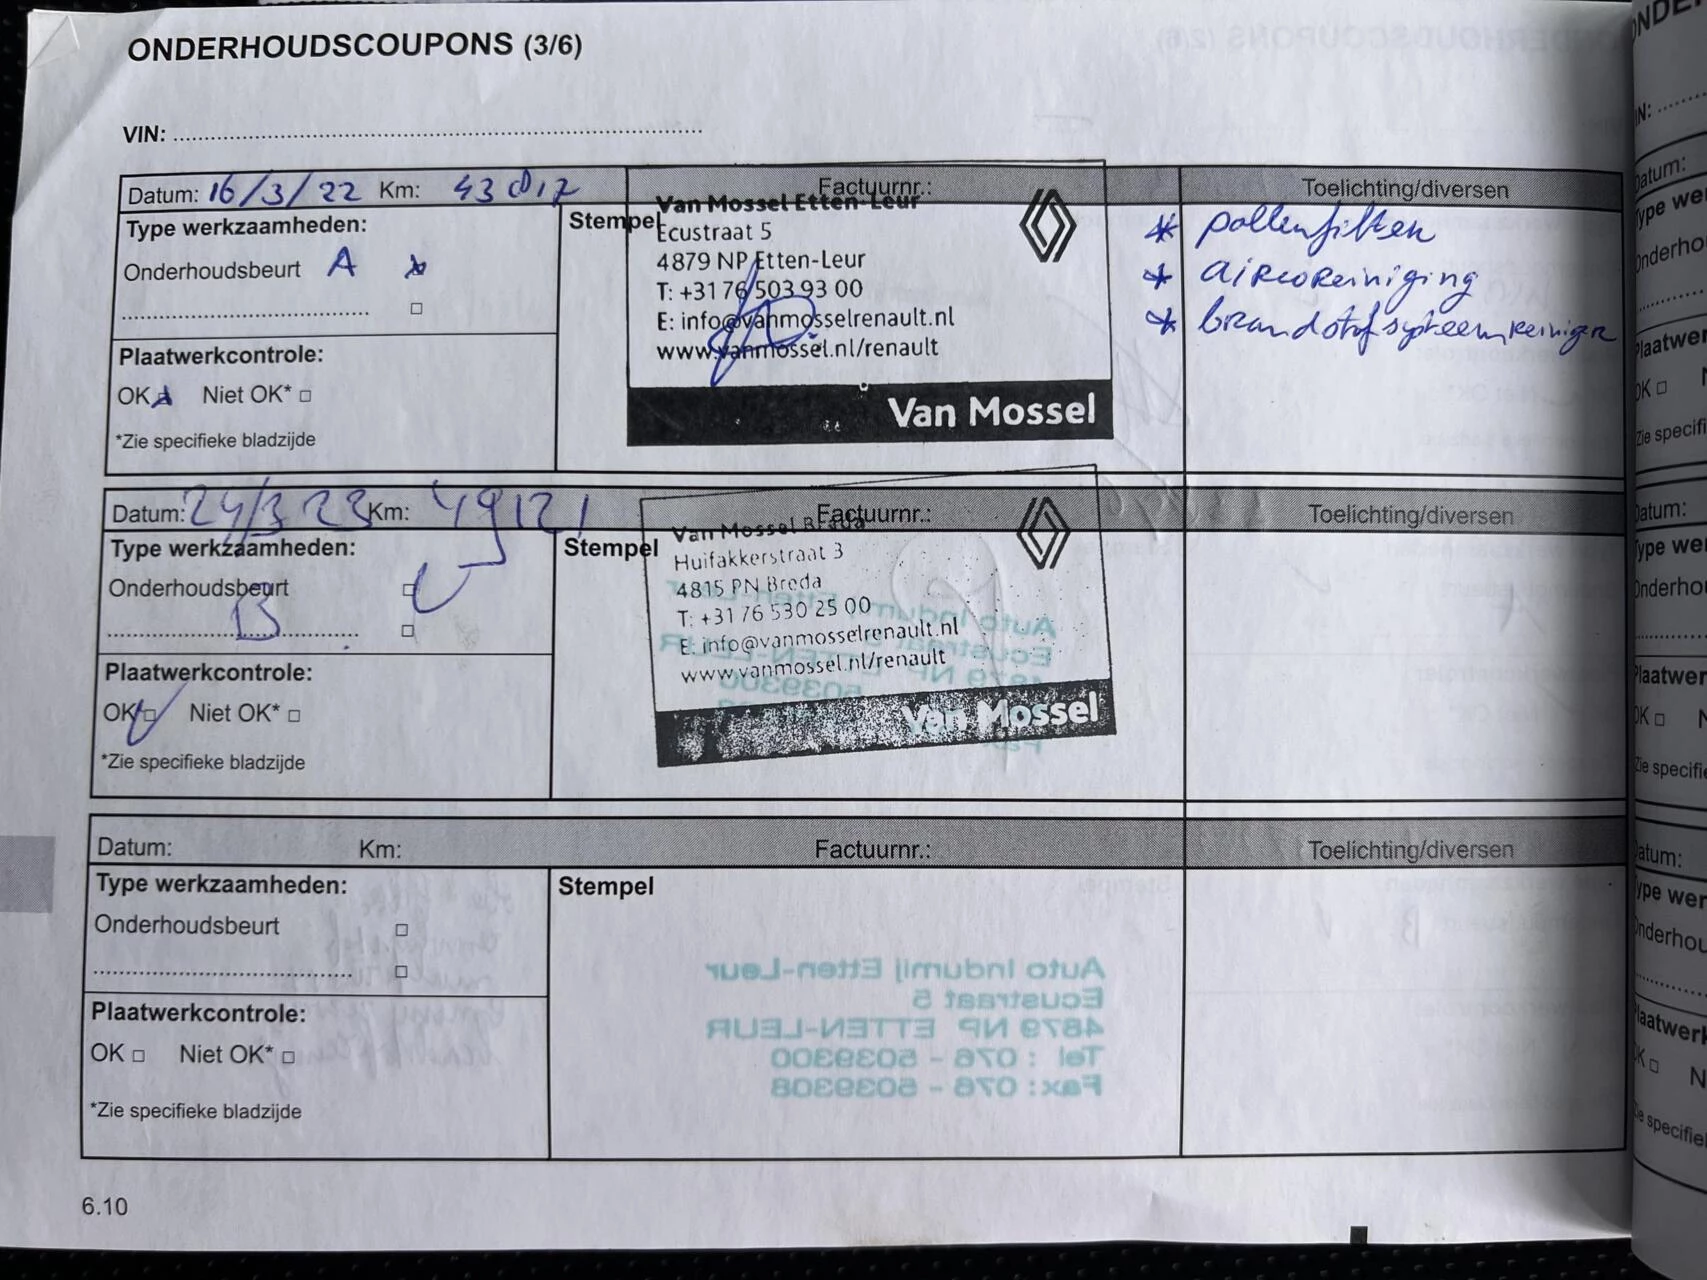 ONDERHOUDSCOUPONS (3/6)
VIN:
Datum: 16/3/22 Km: 43017 Factuurnr.: Toelichting/diversen
Type werkzaamheden:
Onderhoudsbeurt A
Plaatwerkcontrole:
OK Niet OK* □
*Zie specifieke bladzijde
Stempel
Van Mossel Etten-Leur
Ecustraat 5
4879 NP Etten-Leur
T: +31 76 503 93 00
E: info@vanmosselrenault.nl
www.vanmossel.nl/renault
Van Mossel
* pollenfilter
* aircoreiniging
* brandstofsysteemreiniger
Datum: 24/3 23 Km: 49121 Factuurnr.: Toelichting/diversen
Type werkzaamheden:
Onderhoudsbeurt
B
Plaatwerkcontrole:
OK □ Niet OK* □
*Zie specifieke bladzijde
Stempel
Van Mossel Breda
Huifakkerstraat 3
4815 PN Breda
T: +31 76 530 25 00
E: info@vanmosselrenault.nl
www.vanmossel.nl/renault
Van Mossel
Datum: Km: Factuurnr.: Toelichting/diversen
Type werkzaamheden:
Onderhoudsbeurt □
Plaatwerkcontrole:
OK □ Niet OK* □
*Zie specifieke bladzijde
Stempel
Auto Indumij Etten-Leur
Ecustraat 5
4879 NP ETTEN-LEUR
Tel : 076 - 5039300
Fax : 076 - 5039308
6.10